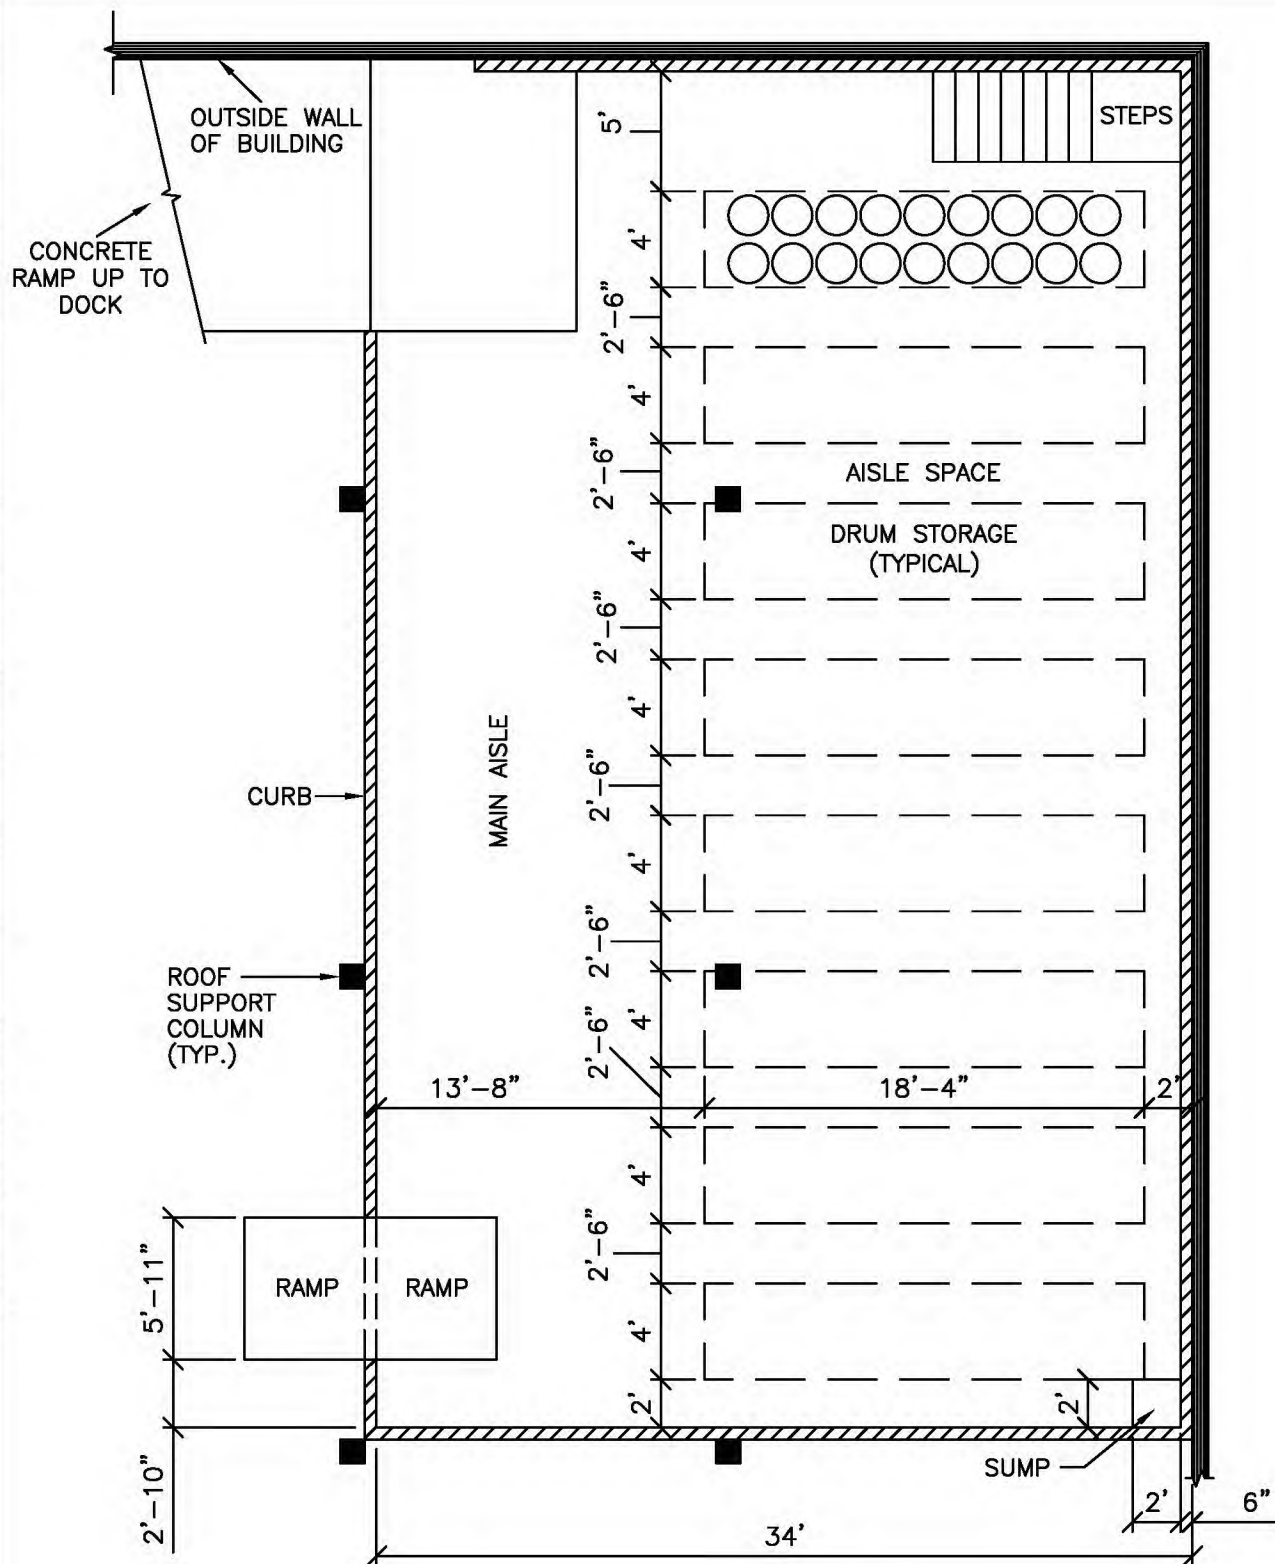 OUTSIDE WALL
OF BUILDING
STEPS
5'
CONCRETE
RAMP UP TO
DOCK
4'
2'-6"
4'
2'-6"
AISLE SPACE
DRUM STORAGE
(TYPICAL)
4'
2'-6"
4'
MAIN AISLE
2'-6"
CURB
4'
2'-6"
ROOF
SUPPORT
COLUMN
(TYP.)
4'
2'-6"
13'-8"
18'-4"
2'
4'
2'-6"
5'-11"
RAMP
RAMP
4'
2'
2'
SUMP
2'-10"
2'
6"
34'